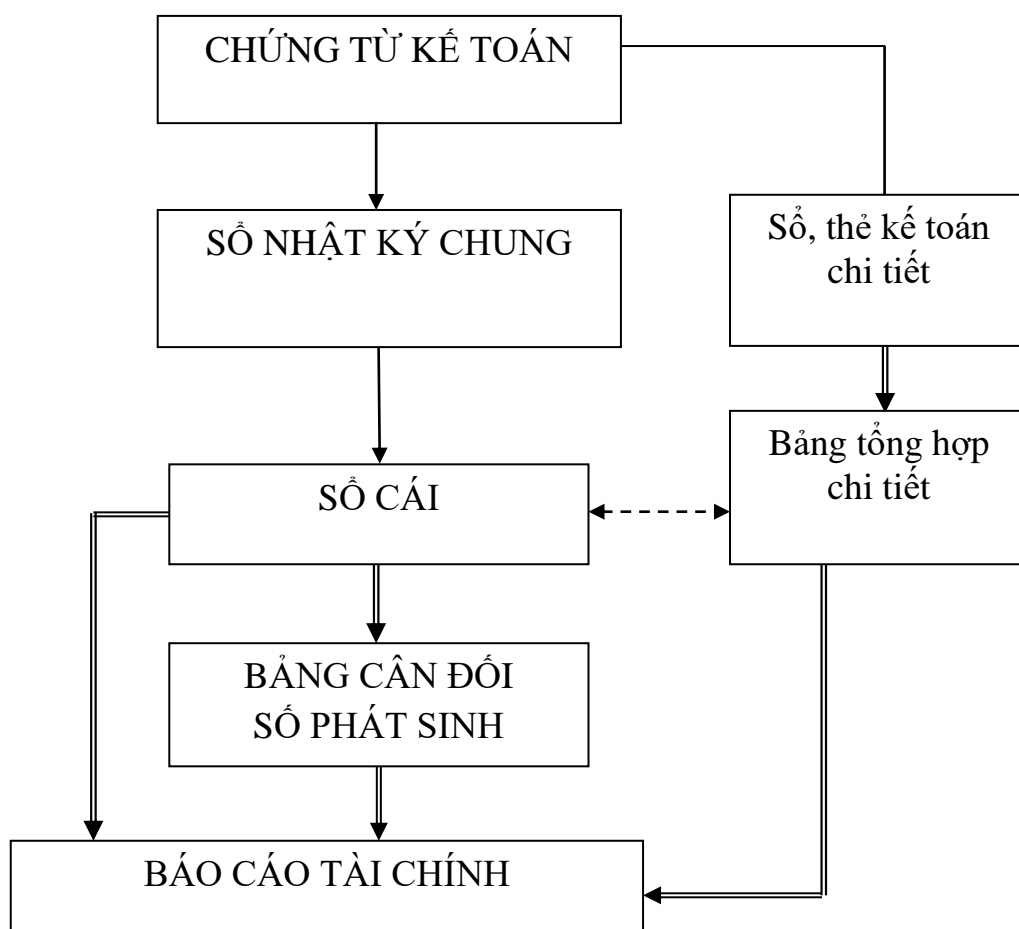 CHỨNG TỪ KẾ TOÁN
SỔ NHẬT KÝ CHUNG
Sổ, thẻ kế toán
chi tiết
Bảng tổng hợp
chi tiết
SỔ CÁI
BẢNG CÂN ĐỐI
SỐ PHÁT SINH
BÁO CÁO TÀI CHÍNH